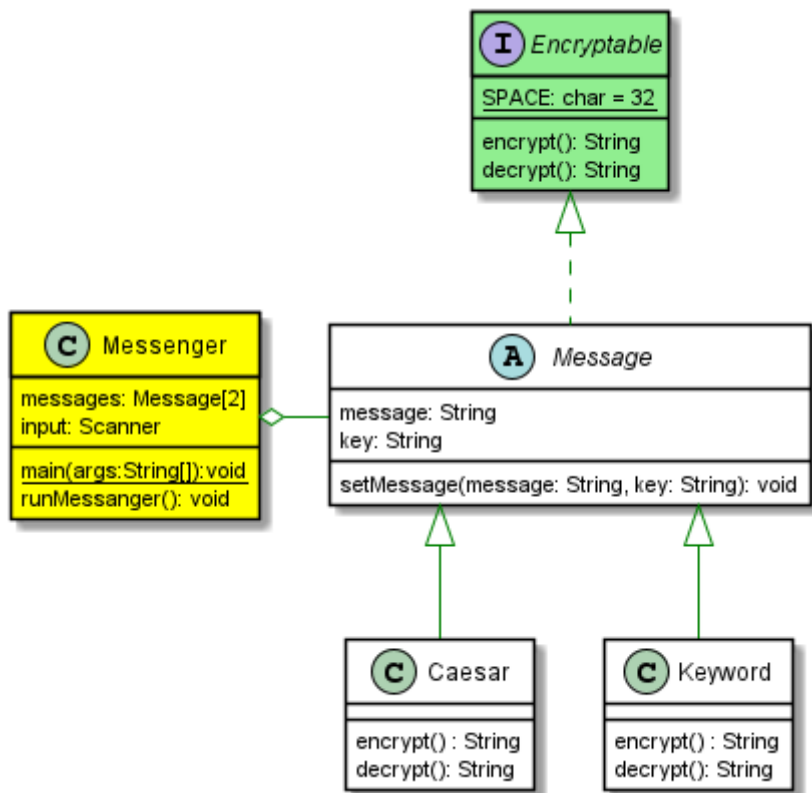 I Encryptable
SPACE: char = 32
encrypt(): String
decrypt(): String
C Messenger
messages: Message[2]
input: Scanner
main(args:String[]):void
runMessanger(): void
A Message
message: String
key: String
setMessage(message: String, key: String): void
C Caesar
encrypt() : String
decrypt(): String
C Keyword
encrypt() : String
decrypt(): String